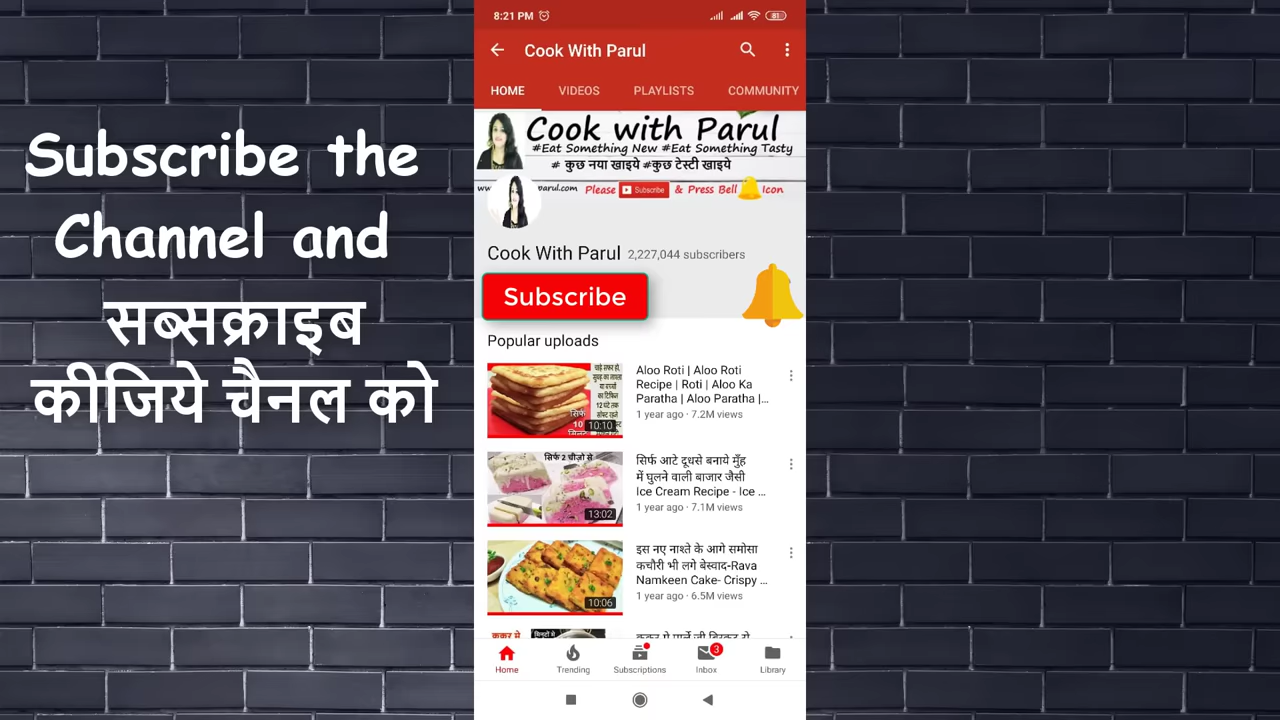 Subscribe the
Channel and
सब्सक्राइब
कीजिये चैनल को
8:21 PM
81
Cook With Parul
HOME VIDEOS PLAYLISTS COMMUNITY
Cook with Parul
#Eat Something New #Eat Something Tasty
# कुछ नया खाइये #कुछ टेस्टी खाइये
Please Subscribe & Press Bell Icon
Cook With Parul 2,227,044 subscribers
Subscribe
Popular uploads
Aloo Roti | Aloo Roti
Recipe | Roti | Aloo Ka
Paratha | Aloo Paratha |...
1 year ago · 7.2M views
सिर्फ
10
10:10
सिर्फ 2 चीज़ो से
13:02
सिर्फ आटे दूधसे बनाये मुँह
में घुलने वाली बाजार जैसी
Ice Cream Recipe - Ice ...
1 year ago · 7.1M views
10:06
इस नए नाश्ते के आगे समोसा
कचौरी भी लगे बेस्वाद-Rava
Namkeen Cake- Crispy ...
1 year ago · 6.5M views
3
Home Trending Subscriptions Inbox Library